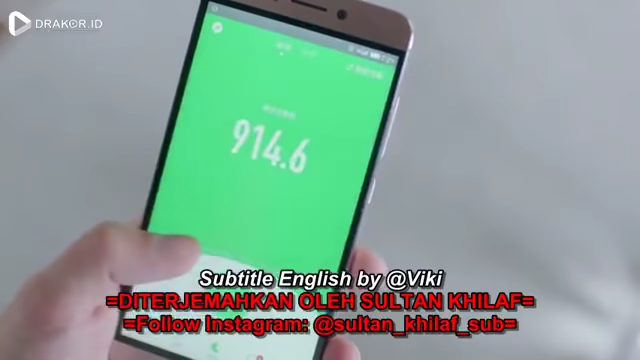 DRAKOR.ID
914.6
Subtitle English by @Viki
=DITERJEMAHKAN OLEH SULTAN KHILAF=
=Follow Instagram: @sultan_khilaf_sub=